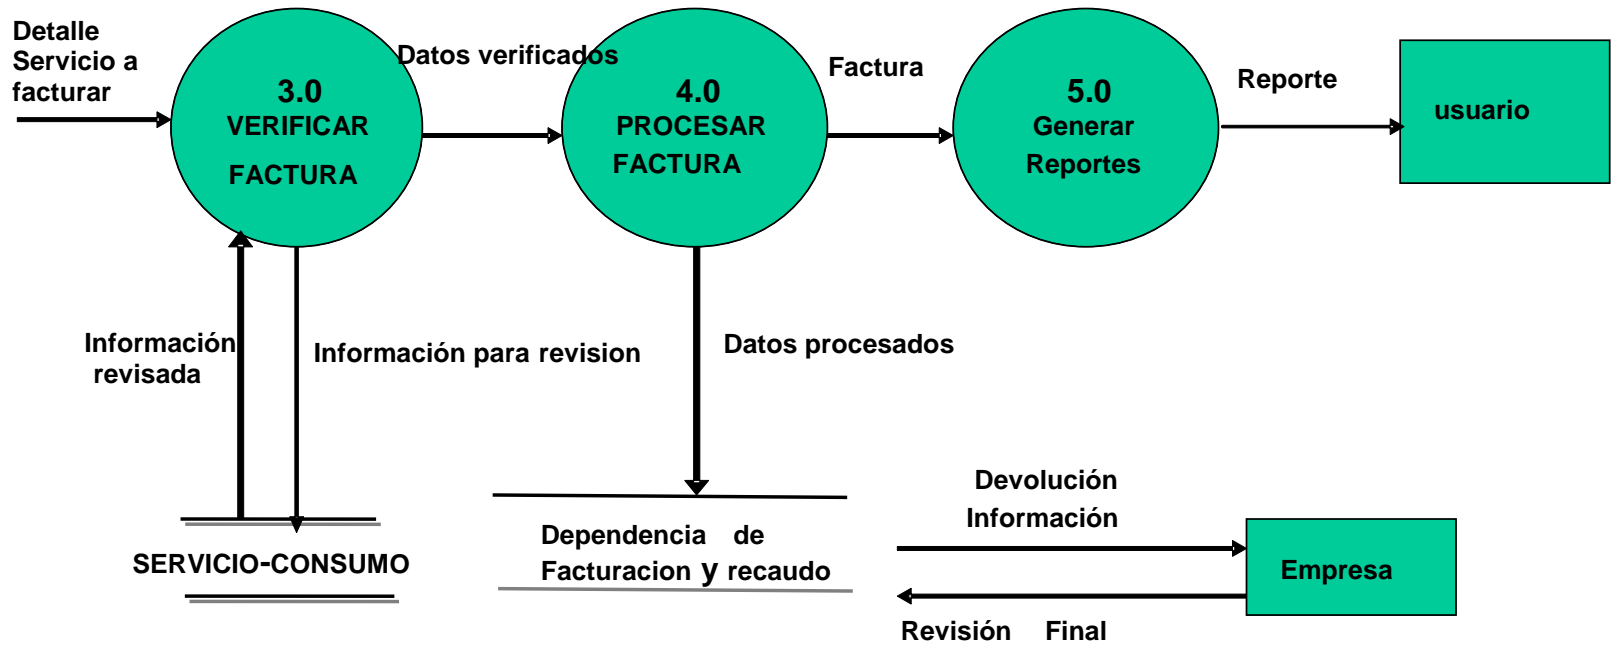 Detalle
Servicio a
facturar
3.0
VERIFICAR
FACTURA
Datos verificados
4.0
PROCESAR
FACTURA
Factura
5.0
Generar
Reportes
Reporte
usuario
Información
revisada
Información para revision
Datos procesados
SERVICIO-CONSUMO
Dependencia de
Facturacion y recaudo
Devolución
Información
Empresa
Revisión Final